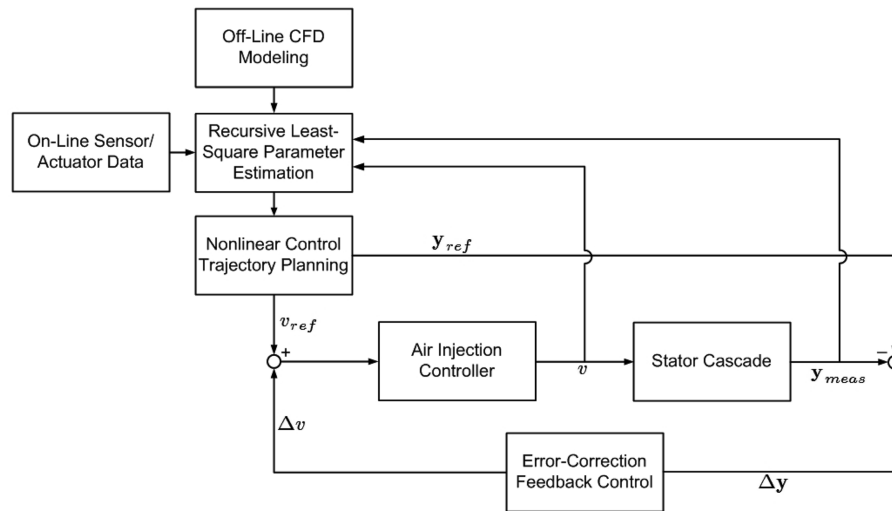 Off-Line CFD
Modeling
On-Line Sensor/
Actuator Data
Recursive Least-
Square Parameter
Estimation
Nonlinear Control
Trajectory Planning
y_ref
v_ref
+
Air Injection
Controller
v
Stator Cascade
y_meas
−
Δv
Error-Correction
Feedback Control
Δy